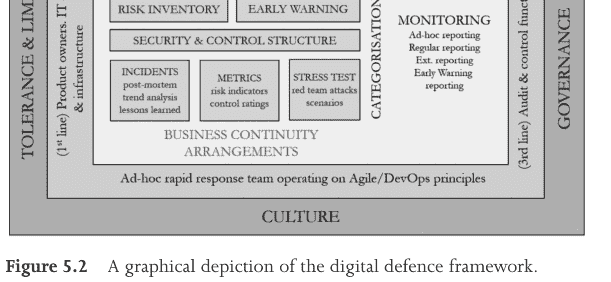 TOLERANCE & LIM
(1st line) Product owners. IT
& infrastructure
RISK INVENTORY
EARLY WARNING
SECURITY & CONTROL STRUCTURE
INCIDENTS
post-mortem
trend analysis
lessons learned
METRICS
risk indicators
control ratings
STRESS TEST
red team attacks
scenarios
BUSINESS CONTINUITY
ARRANGEMENTS
CATEGORISATION
MONITORING
Ad-hoc reporting
Regular reporting
Ext. reporting
Early Warning
reporting
(3rd line) Audit & control func
GOVERNANCE
Ad-hoc rapid response team operating on Agile/DevOps principles
CULTURE
Figure 5.2 A graphical depiction of the digital defence framework.